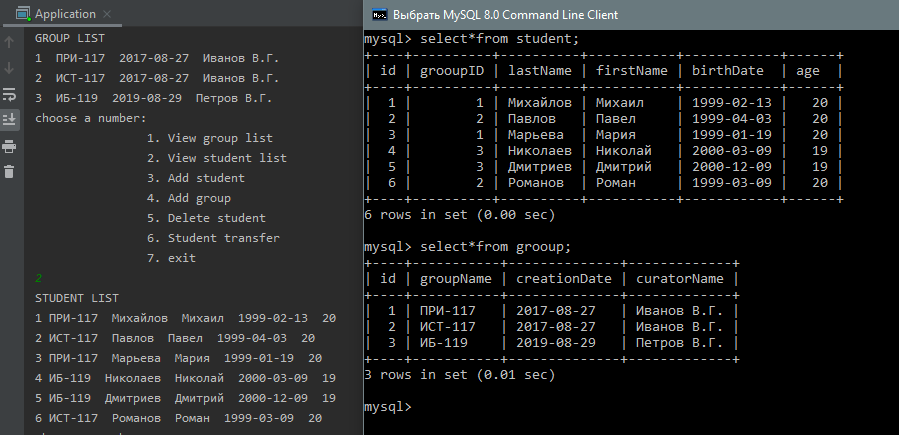 Application ×
GROUP LIST
1  ПРИ-117  2017-08-27  Иванов В.Г.
2  ИСТ-117  2017-08-27  Иванов В.Г.
3  ИБ-119  2019-08-29  Петров В.Г.
choose a number:
1. View group list
2. View student list
3. Add student
4. Add group
5. Delete student
6. Student transfer
7. exit
2
STUDENT LIST
1 ПРИ-117  Михайлов  Михаил  1999-02-13  20
2 ИСТ-117  Павлов  Павел  1999-04-03  20
3 ПРИ-117  Марьева  Мария  1999-01-19  20
4 ИБ-119  Николаев  Николай  2000-03-09  19
5 ИБ-119  Дмитриев  Дмитрий  2000-12-09  19
6 ИСТ-117  Романов  Роман  1999-03-09  20
Выбрать MySQL 8.0 Command Line Client
mysql> select*from student;
| id | grooupID | lastName | firstName | birthDate | age |
| 1 | 1 | Михайлов | Михаил | 1999-02-13 | 20 |
| 2 | 2 | Павлов | Павел | 1999-04-03 | 20 |
| 3 | 1 | Марьева | Мария | 1999-01-19 | 20 |
| 4 | 3 | Николаев | Николай | 2000-03-09 | 19 |
| 5 | 3 | Дмитриев | Дмитрий | 2000-12-09 | 19 |
| 6 | 2 | Романов | Роман | 1999-03-09 | 20 |
6 rows in set (0.00 sec)
mysql> select*from grooup;
| id | groupName | creationDate | curatorName |
| 1 | ПРИ-117 | 2017-08-27 | Иванов В.Г. |
| 2 | ИСТ-117 | 2017-08-27 | Иванов В.Г. |
| 3 | ИБ-119 | 2019-08-29 | Петров В.Г. |
3 rows in set (0.01 sec)
mysql>